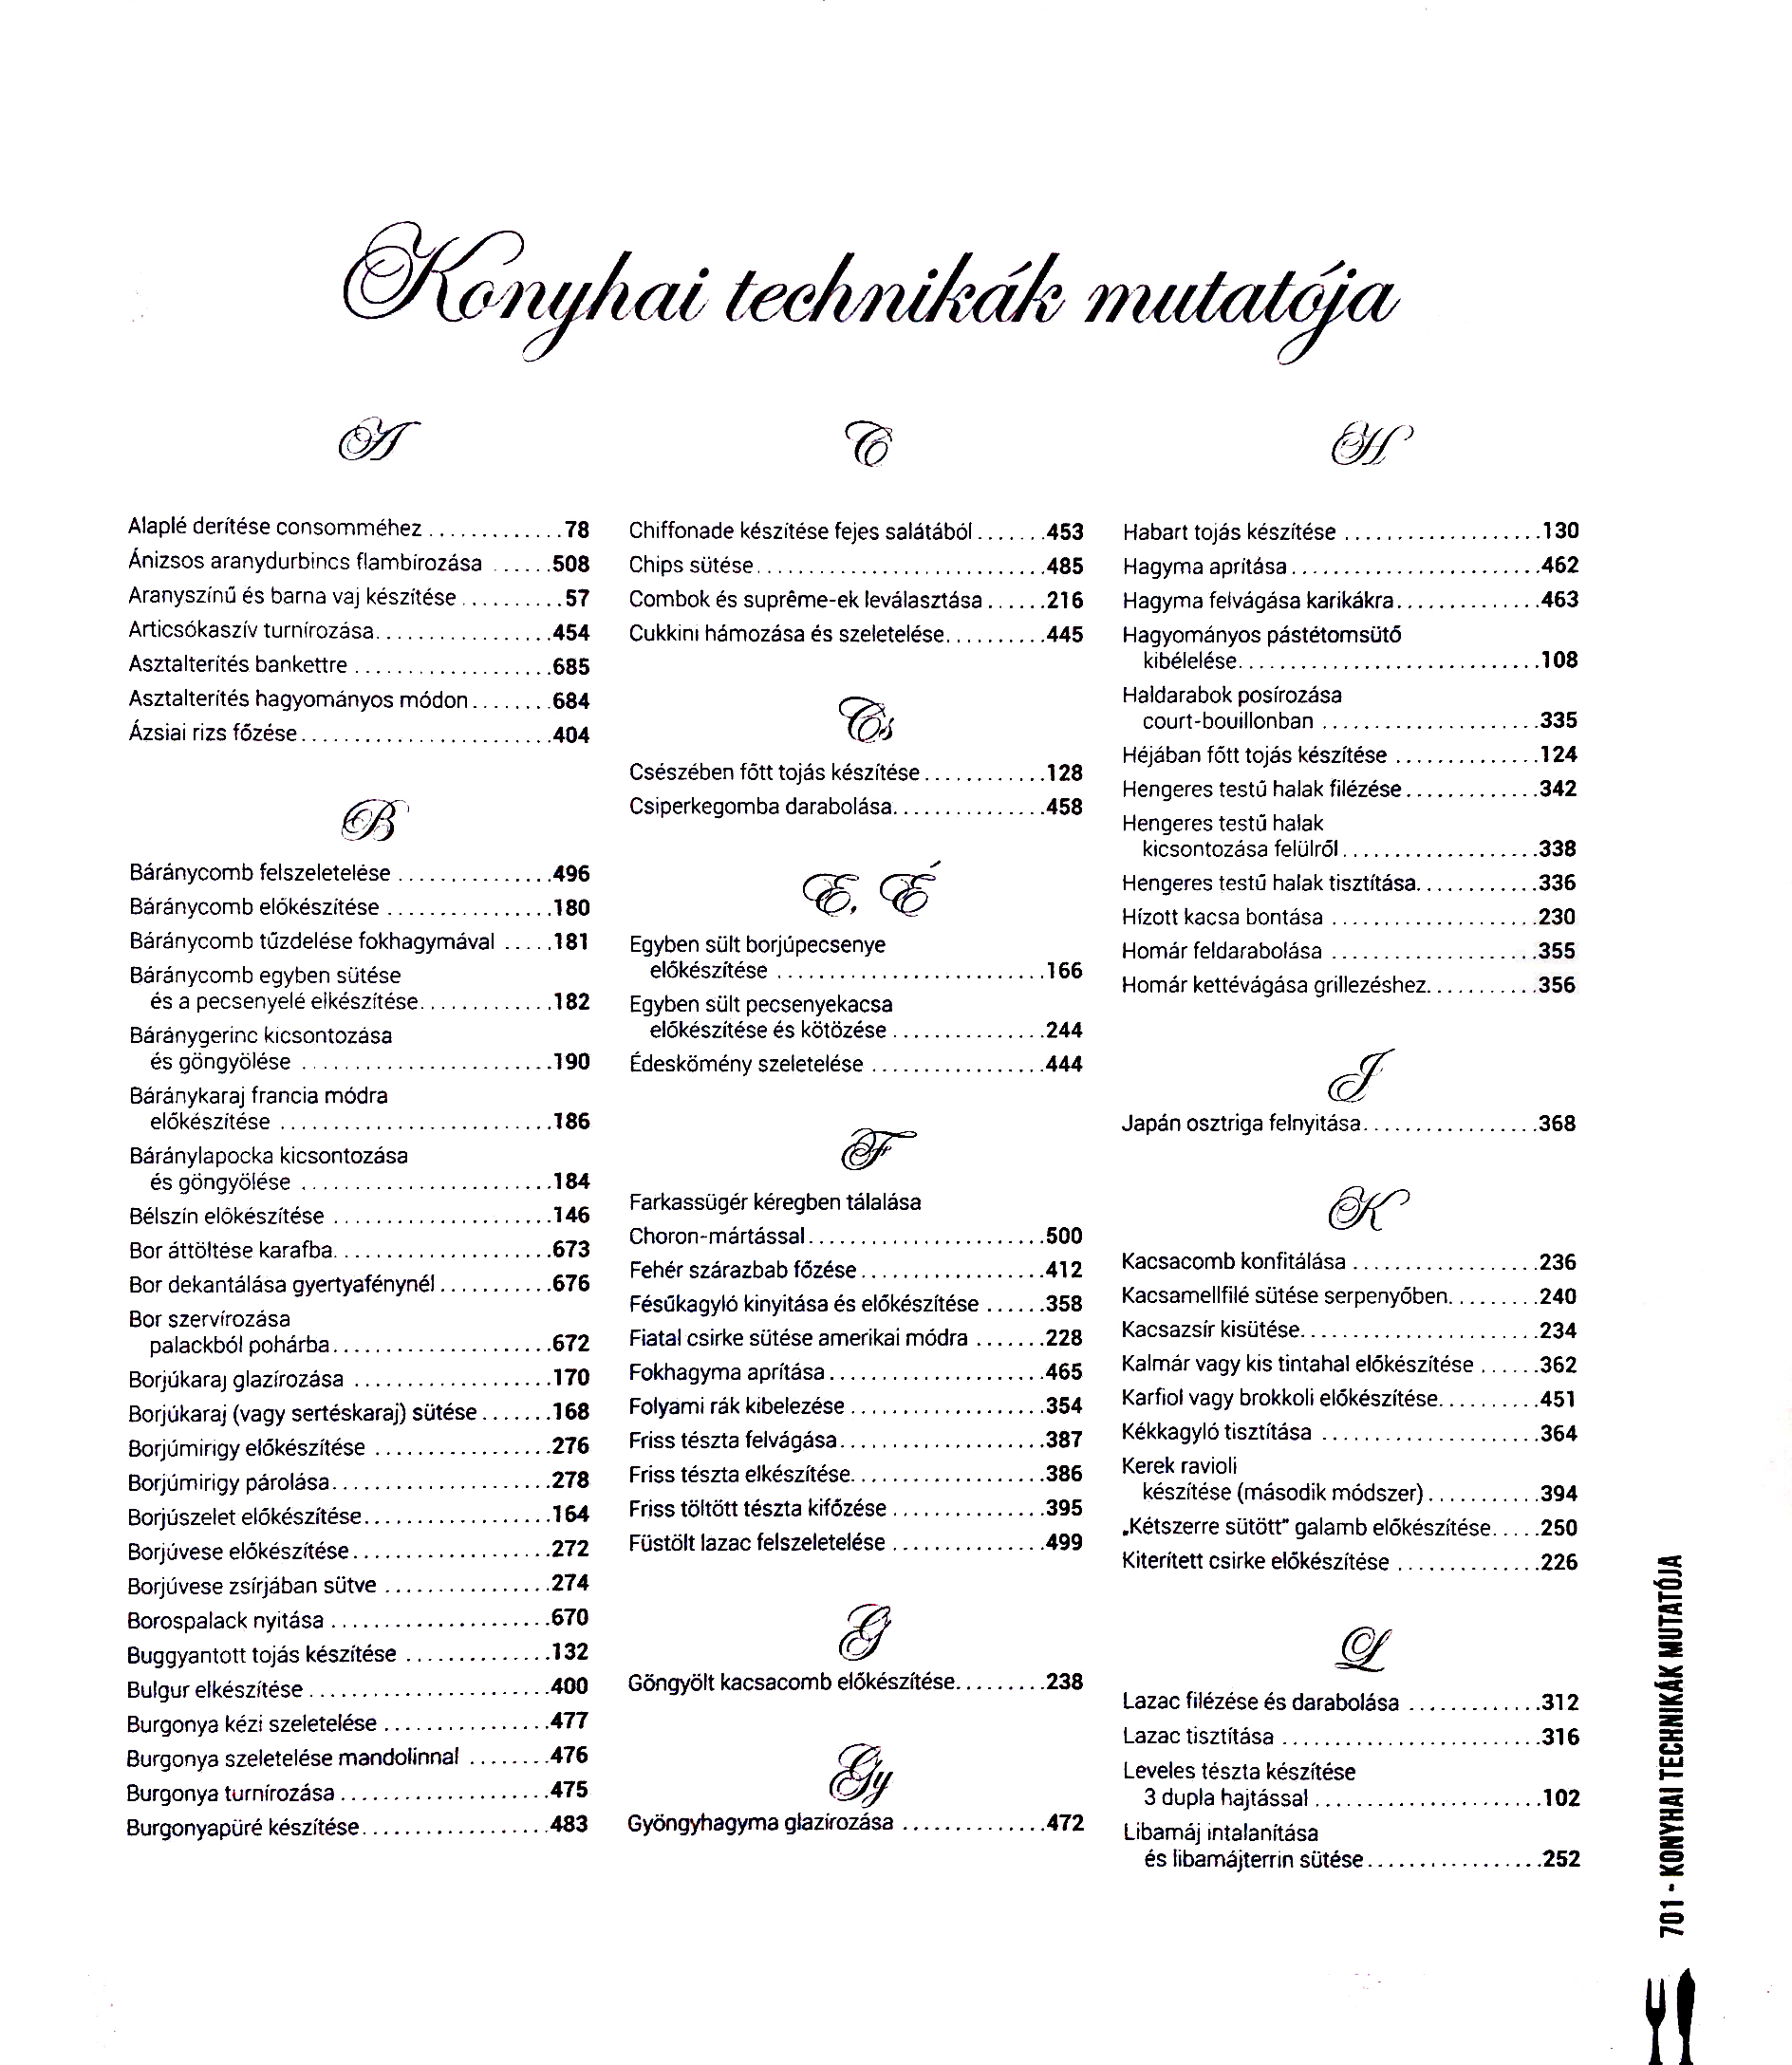 Konyhai technikák mutatója
A
Alaplé derítése consomméhez .............78
Ánizsos aranydurbincs flambírozása ......508
Aranyszínű és barna vaj készítése ..........57
Articsókaszív turnírozása.................454
Asztalterítés bankettre ...................685
Asztalterítés hagyományos módon........684
Ázsiai rizs főzése........................404
B
Báránycomb felszeletelése ...............496
Báránycomb előkészítése ................180
Báránycomb tűzdelése fokhagymával .....181
Báránycomb egyben sütése
és a pecsenyelé elkészítése.............182
Báránygerinc kicsontozása
és göngyölése ........................190
Báránykaraj francia módra
előkészítése ..........................186
Báránylapocka kicsontozása
és göngyölése ........................184
Bélszín előkészítése .....................146
Bor áttöltése karafba.....................673
Bor dekantálása gyertyafénynél...........676
Bor szervírozása
palackból pohárba.....................672
Borjúkaraj glazírozása ...................170
Borjúkaraj (vagy sertéskaraj) sütése.......168
Borjúmirigy előkészítése .................276
Borjúmirigy párolása.....................278
Borjúszelet előkészítése..................164
Borjúvese előkészítése...................272
Borjúvese zsírjában sütve ................274
Borospalack nyitása .....................670
Buggyantott tojás készítése ..............132
Bulgur elkészítése.......................400
Burgonya kézi szeletelése ................477
Burgonya szeletelése mandolinnal ........476
Burgonya turnírozása....................475
Burgonyapüré készítése..................483
C
Chiffonade készítése fejes salátából.......453
Chips sütése............................485
Combok és suprême-ek leválasztása......216
Cukkini hámozása és szeletelése..........445
Cs
Csészében főtt tojás készítése............128
Csiperkegomba darabolása...............458
E, É
Egyben sült borjúpecsenye
előkészítése ..........................166
Egyben sült pecsenyekacsa
előkészítése és kötözése ...............244
Édeskömény szeletelése .................444
F
Farkassügér kéregben tálalása
Choron-mártással.......................500
Fehér szárazbab főzése..................412
Fésűkagyló kinyitása és előkészítése ......358
Fiatal csirke sütése amerikai módra .......228
Fokhagyma aprítása.....................465
Folyami rák kibelezése...................354
Friss tészta felvágása....................387
Friss tészta elkészítése...................386
Friss töltött tészta kifőzése...............395
Füstölt lazac felszeletelése ...............499
G
Göngyölt kacsacomb előkészítése.........238
Gy
Gyöngyhagyma glazírozása ..............472
H
Habart tojás készítése ...................130
Hagyma aprítása........................462
Hagyma felvágása karikákra..............463
Hagyományos pástétomsütő
kibélelése.............................108
Haldarabok posírozása
court-bouillonban .....................335
Héjában főtt tojás készítése ..............124
Hengeres testű halak filézése.............342
Hengeres testű halak
kicsontozása felülről...................338
Hengeres testű halak tisztítása............336
Hízott kacsa bontása ....................230
Homár feldarabolása ....................355
Homár kettévágása grillezéshez...........356
J
Japán osztriga felnyitása.................368
K
Kacsacomb konfitálása ..................236
Kacsamellfilé sütése serpenyőben.........240
Kacsazsír kisütése.......................234
Kalmár vagy kis tintahal előkészítése ......362
Karfiol vagy brokkoli előkészítése..........451
Kékkagyló tisztítása .....................364
Kerek ravioli
készítése (második módszer)...........394
„Kétszerre sütött" galamb előkészítése.....250
Kiterített csirke előkészítése ..............226
L
Lazac filézése és darabolása .............312
Lazac tisztítása .........................316
Leveles tészta készítése
3 dupla hajtással......................102
Libamáj intalanítása
és libamájterrin sütése.................252
701 • KONYHAI TECHNIKÁK MUTATÓJA